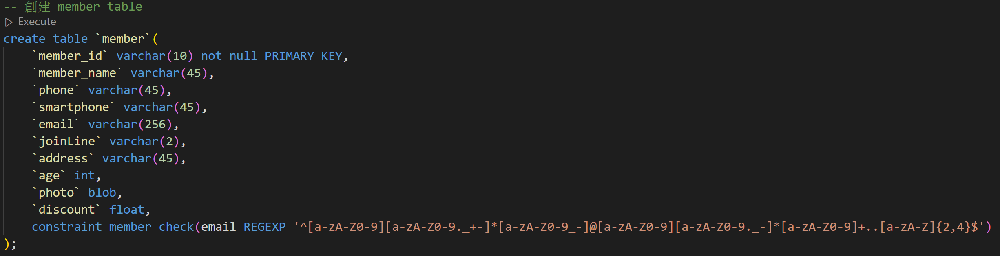 -- 創建 member table
Execute
create table `member`(
    `member_id` varchar(10) not null PRIMARY KEY,
    `member_name` varchar(45),
    `phone` varchar(45),
    `smartphone` varchar(45),
    `email` varchar(256),
    `joinLine` varchar(2),
    `address` varchar(45),
    `age` int,
    `photo` blob,
    `discount` float,
    constraint member check(email REGEXP '^[a-zA-Z0-9][a-zA-Z0-9._+-]*[a-zA-Z0-9_-]@[a-zA-Z0-9][a-zA-Z0-9._-]*[a-zA-Z0-9]+..[a-zA-Z]{2,4}$')
);